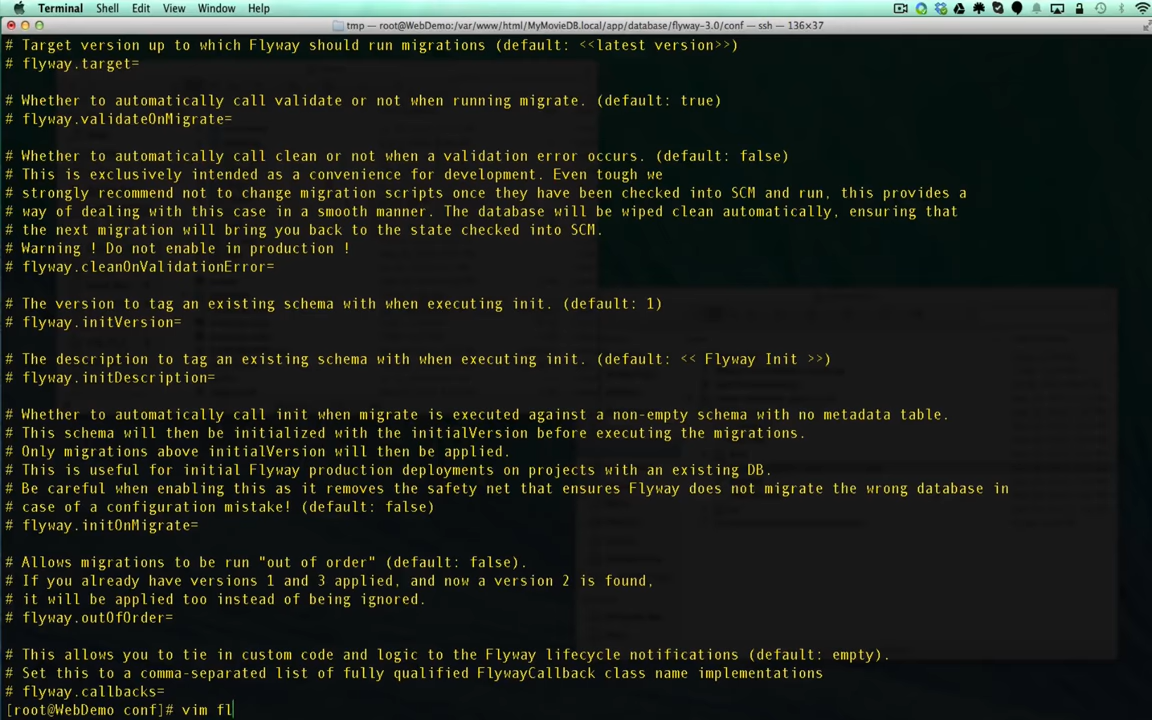 Terminal Shell Edit View Window Help
tmp — root@WebDemo:/var/www/html/MyMovieDB.local/app/database/flyway-3.0/conf — ssh — 136×37
# Target version up to which Flyway should run migrations (default: <<latest version>>)
# flyway.target=
# Whether to automatically call validate or not when running migrate. (default: true)
# flyway.validateOnMigrate=
# Whether to automatically call clean or not when a validation error occurs. (default: false)
# This is exclusively intended as a convenience for development. Even tough we
# strongly recommend not to change migration scripts once they have been checked into SCM and run, this provides a
# way of dealing with this case in a smooth manner. The database will be wiped clean automatically, ensuring that
# the next migration will bring you back to the state checked into SCM.
# Warning ! Do not enable in production !
# flyway.cleanOnValidationError=
# The version to tag an existing schema with when executing init. (default: 1)
# flyway.initVersion=
# The description to tag an existing schema with when executing init. (default: << Flyway Init >>)
# flyway.initDescription=
# Whether to automatically call init when migrate is executed against a non-empty schema with no metadata table.
# This schema will then be initialized with the initialVersion before executing the migrations.
# Only migrations above initialVersion will then be applied.
# This is useful for initial Flyway production deployments on projects with an existing DB.
# Be careful when enabling this as it removes the safety net that ensures Flyway does not migrate the wrong database in
# case of a configuration mistake! (default: false)
# flyway.initOnMigrate=
# Allows migrations to be run "out of order" (default: false).
# If you already have versions 1 and 3 applied, and now a version 2 is found,
# it will be applied too instead of being ignored.
# flyway.outOfOrder=
# This allows you to tie in custom code and logic to the Flyway lifecycle notifications (default: empty).
# Set this to a comma-separated list of fully qualified FlywayCallback class name implementations
# flyway.callbacks=
[root@WebDemo conf]# vim fl